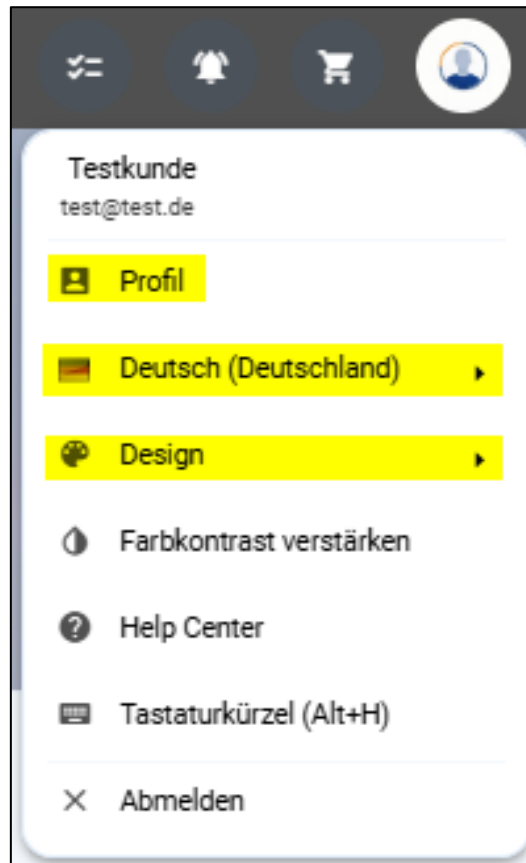 Testkunde
test@test.de
Profil
Deutsch (Deutschland)
Design
Farbkontrast verstärken
Help Center
Tastaturkürzel (Alt+H)
Abmelden